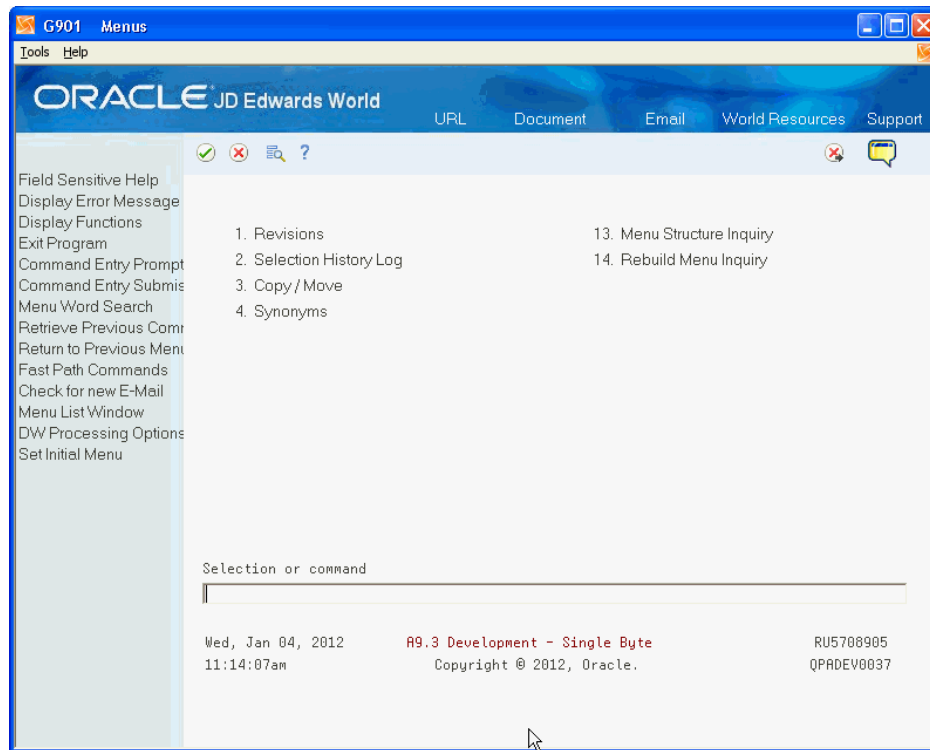 G901 Menus
Tools Help
ORACLE JD Edwards World
URL Document Email World Resources Support
Field Sensitive Help
Display Error Message
Display Functions
Exit Program
Command Entry Prompt
Command Entry Submis
Menu Word Search
Retrieve Previous Com
Return to Previous Menu
Fast Path Commands
Check for new E-Mail
Menu List Window
DW Processing Options
Set Initial Menu
1. Revisions
2. Selection History Log
3. Copy / Move
4. Synonyms
13. Menu Structure Inquiry
14. Rebuild Menu Inquiry
Selection or command
Wed, Jan 04, 2012 A9.3 Development - Single Byte RU5708905
11:14:07am Copyright © 2012, Oracle. QPADEV0037